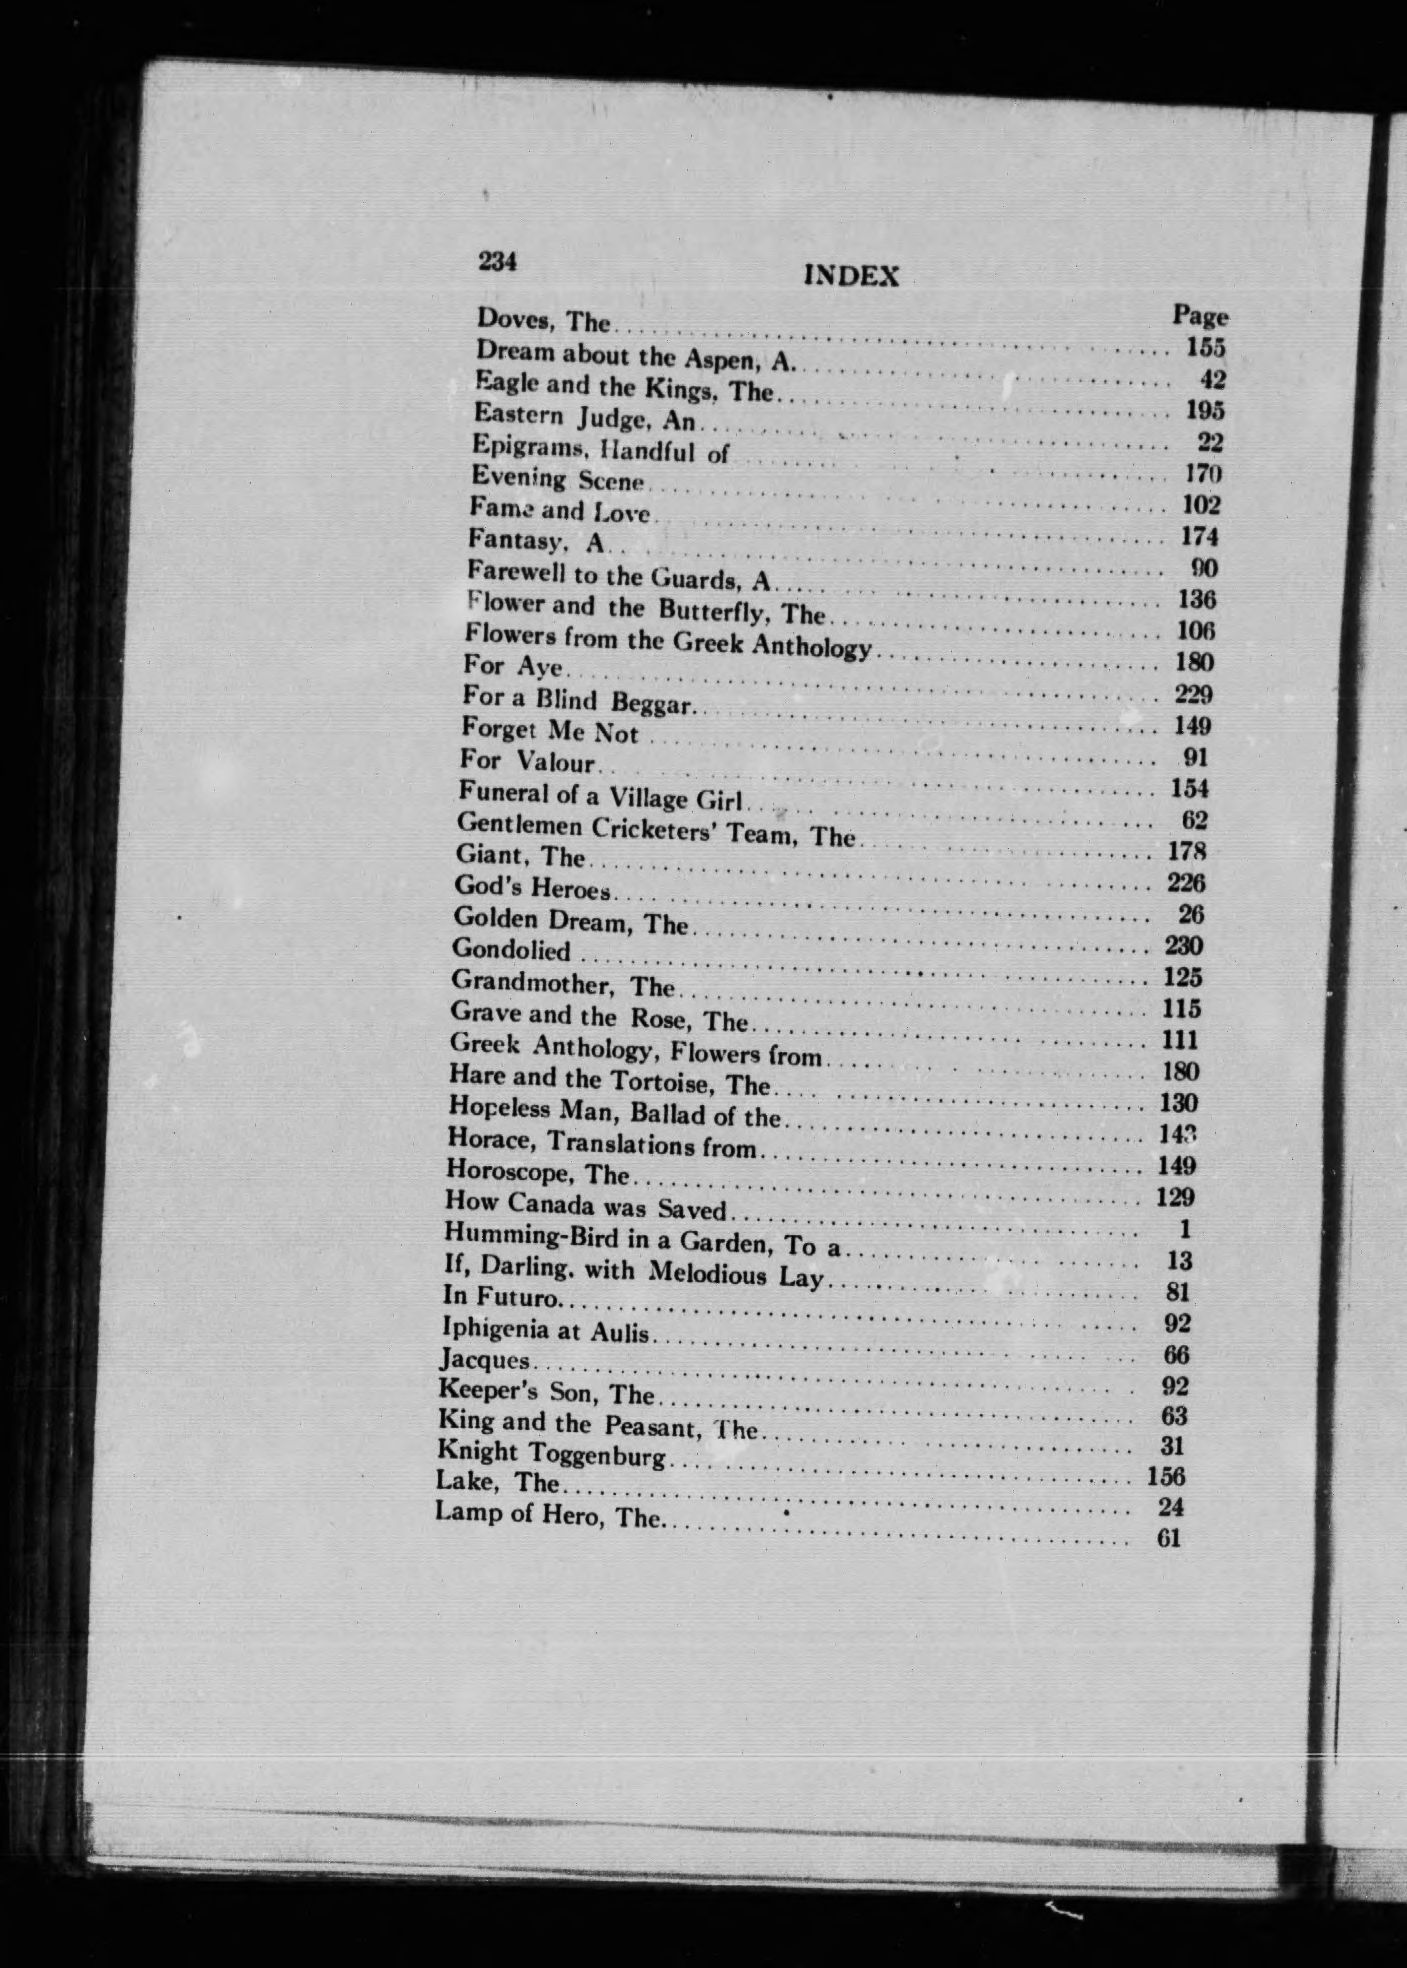 234
INDEX
Page
Doves, The.................... 155
Dream about the Aspen, A.................... 42
Eagle and the Kings, The.................... 195
Eastern Judge, An.................... 22
Epigrams, Handful of.................... 170
Evening Scene.................... 102
Fame and Love.................... 174
Fantasy, A.................... 90
Farewell to the Guards, A.................... 136
Flower and the Butterfly, The.................... 106
Flowers from the Greek Anthology.................... 180
For Aye.................... 229
For a Blind Beggar.................... 149
Forget Me Not.................... 91
For Valour.................... 154
Funeral of a Village Girl.................... 62
Gentlemen Cricketers' Team, The.................... 178
Giant, The.................... 226
God's Heroes.................... 26
Golden Dream, The.................... 230
Gondolied.................... 125
Grandmother, The.................... 115
Grave and the Rose, The.................... 111
Greek Anthology, Flowers from.................... 180
Hare and the Tortoise, The.................... 130
Hopeless Man, Ballad of the.................... 143
Horace, Translations from.................... 149
Horoscope, The.................... 129
How Canada was Saved.................... 1
Humming-Bird in a Garden, To a.................... 13
If, Darling, with Melodious Lay.................... 81
In Futuro.................... 92
Iphigenia at Aulis.................... 66
Jacques.................... 92
Keeper's Son, The.................... 63
King and the Peasant, The.................... 31
Knight Toggenburg.................... 156
Lake, The.................... 24
Lamp of Hero, The.................... 61